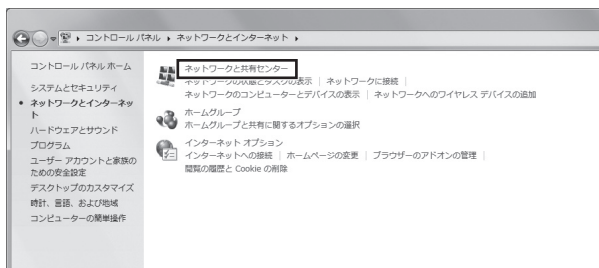 コントロール パネル ▸ ネットワークとインターネット ▸
コントロール パネル ホーム
システムとセキュリティ
ネットワークとインターネッ
ト
ハードウェアとサウンド
プログラム
ユーザー アカウントと家族の
ための安全設定
デスクトップのカスタマイズ
時計、言語、および地域
コンピューターの簡単操作
ネットワークと共有センター
ネットワークの状態とタスクの表示 | ネットワークに接続 |
ネットワークのコンピューターとデバイスの表示 | ネットワークへのワイヤレス デバイスの追加
ホームグループ
ホームグループと共有に関するオプションの選択
インターネット オプション
インターネットへの接続 | ホームページの変更 | ブラウザーのアドオンの管理 |
閲覧の履歴と Cookie の削除